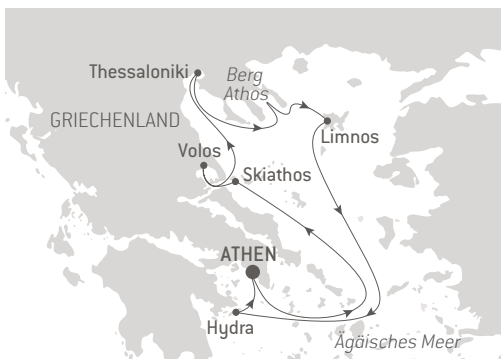 Thessaloniki
Berg
Athos
GRIECHENLAND
Limnos
Volos
Skiathos
ATHEN
Hydra
Ägäisches Meer